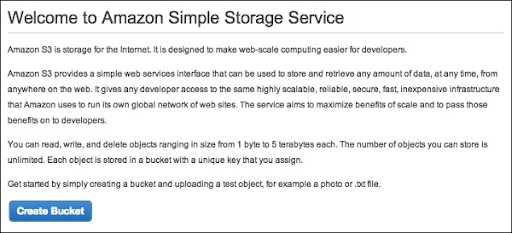 Welcome to Amazon Simple Storage Service
Amazon S3 is storage for the Internet. It is designed to make web-scale computing easier for developers.
Amazon S3 provides a simple web services interface that can be used to store and retrieve any amount of data, at any time, from
anywhere on the web. It gives any developer access to the same highly scalable, reliable, secure, fast, inexpensive infrastructure
that Amazon uses to run its own global network of web sites. The service aims to maximize benefits of scale and to pass those
benefits on to developers.
You can read, write, and delete objects ranging in size from 1 byte to 5 terabytes each. The number of objects you can store is
unlimited. Each object is stored in a bucket with a unique key that you assign.
Get started by simply creating a bucket and uploading a test object, for example a photo or .txt file.
Create Bucket